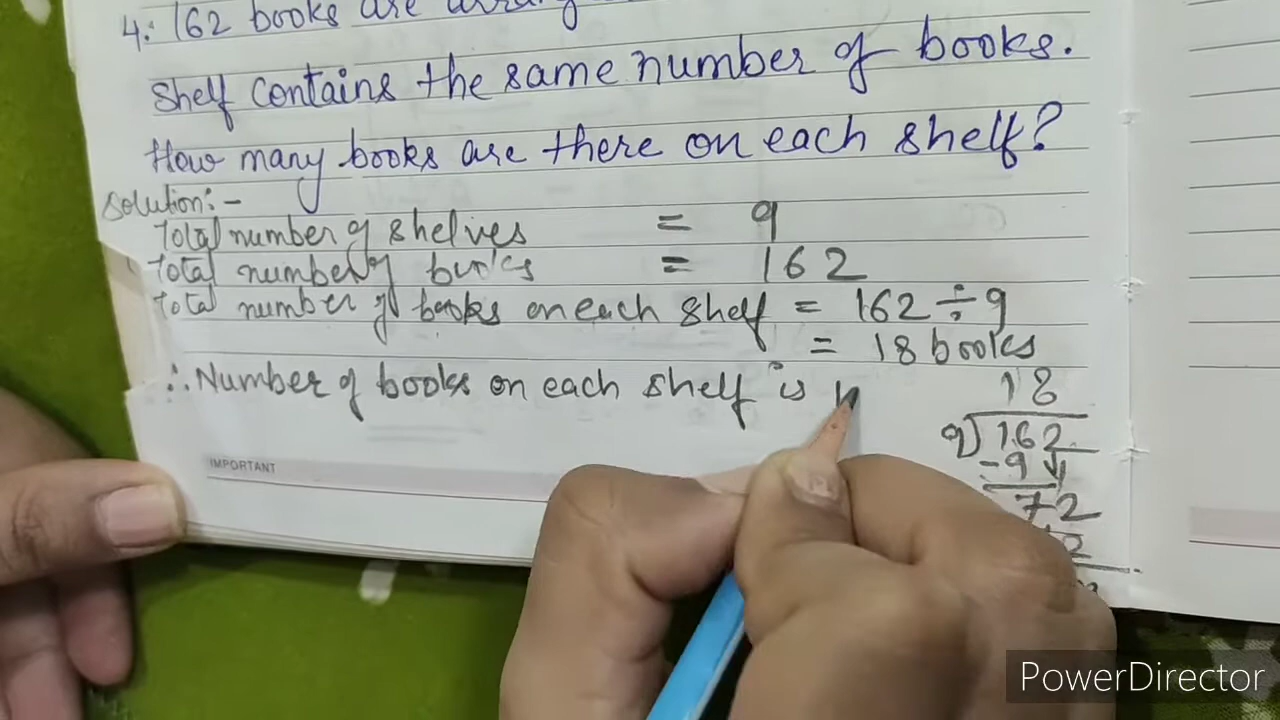 4. 162 books are
Shelf contains the same number of books.
How many books are there on each shelf?
Solution:-
Total number of shelves = 9
Total number of books = 162
Total number of books on each shelf = 162 ÷ 9
= 18 books
∴ Number of books on each shelf is
18
9)162
-9
72
2
IMPORTANT
PowerDirector